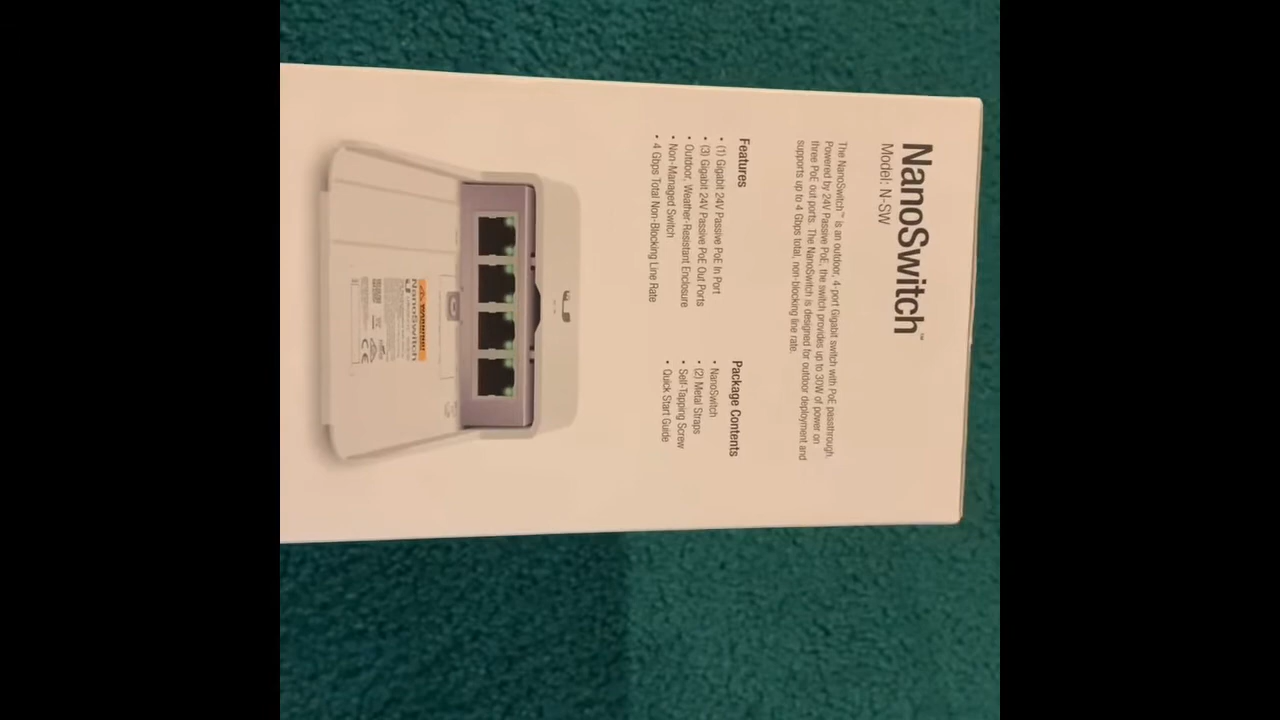 NanoSwitch™
Model: N-SW
The NanoSwitch™ is an outdoor, 4-port Gigabit switch with PoE passthrough.
Powered by 24V Passive PoE, the switch provides up to 30W of power on
three PoE out ports. The NanoSwitch is designed for outdoor deployment and
supports up to 4 Gbps total, non-blocking line rate.
Features
• (1) Gigabit 24V Passive PoE In Port
• (3) Gigabit 24V Passive PoE Out Ports
• Outdoor, Weather-Resistant Enclosure
• Non-Managed Switch
• 4 Gbps Total Non-Blocking Line Rate
Package Contents
• NanoSwitch
• (2) Metal Straps
• Self-Tapping Screw
• Quick Start Guide
WARNING!
NanoSwitch
CE